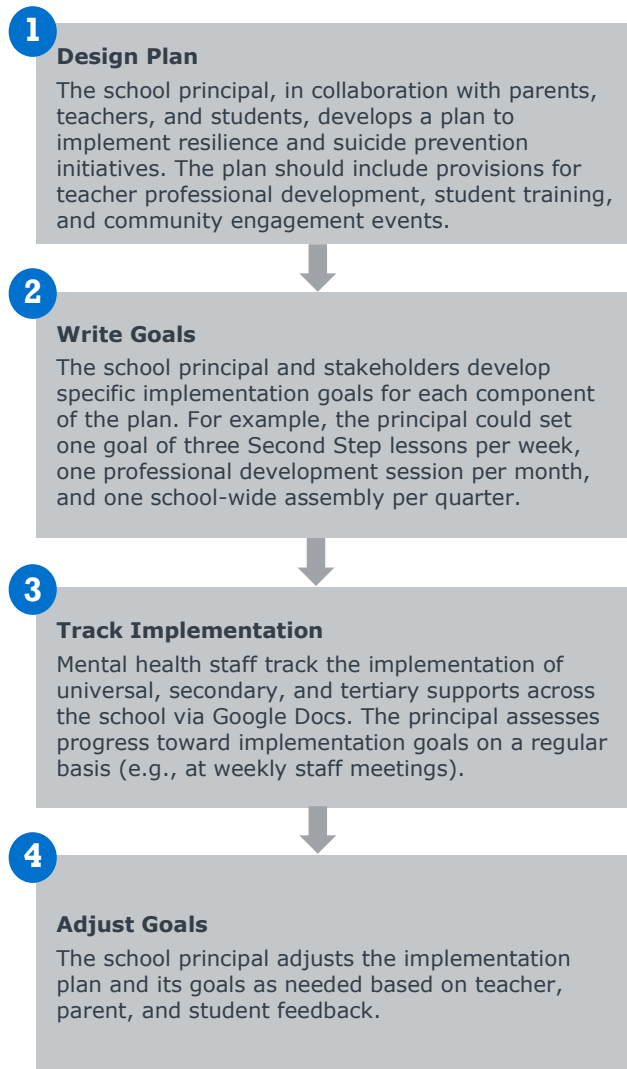 1
Design Plan
The school principal, in collaboration with parents,
teachers, and students, develops a plan to
implement resilience and suicide prevention
initiatives. The plan should include provisions for
teacher professional development, student training,
and community engagement events.
2
Write Goals
The school principal and stakeholders develop
specific implementation goals for each component
of the plan. For example, the principal could set
one goal of three Second Step lessons per week,
one professional development session per month,
and one school-wide assembly per quarter.
3
Track Implementation
Mental health staff track the implementation of
universal, secondary, and tertiary supports across
the school via Google Docs. The principal assesses
progress toward implementation goals on a regular
basis (e.g., at weekly staff meetings).
4
Adjust Goals
The school principal adjusts the implementation
plan and its goals as needed based on teacher,
parent, and student feedback.